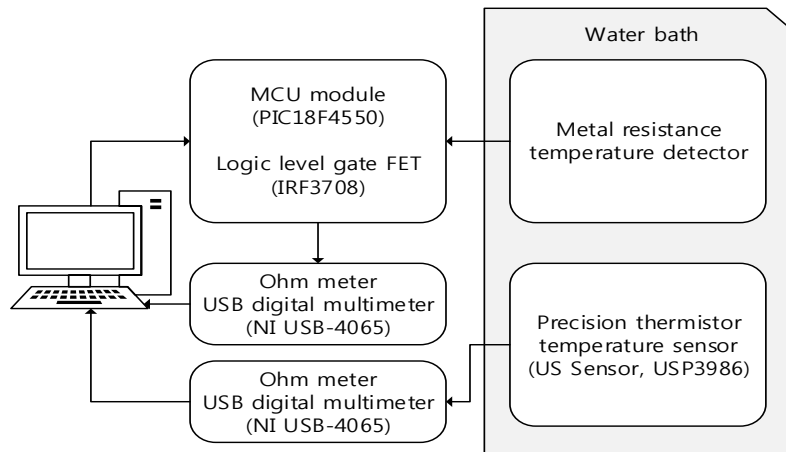 Water bath
MCU module
(PIC18F4550)
Logic level gate FET
(IRF3708)
Metal resistance
temperature detector
Ohm meter
USB digital multimeter
(NI USB-4065)
Precision thermistor
temperature sensor
(US Sensor, USP3986)
Ohm meter
USB digital multimeter
(NI USB-4065)